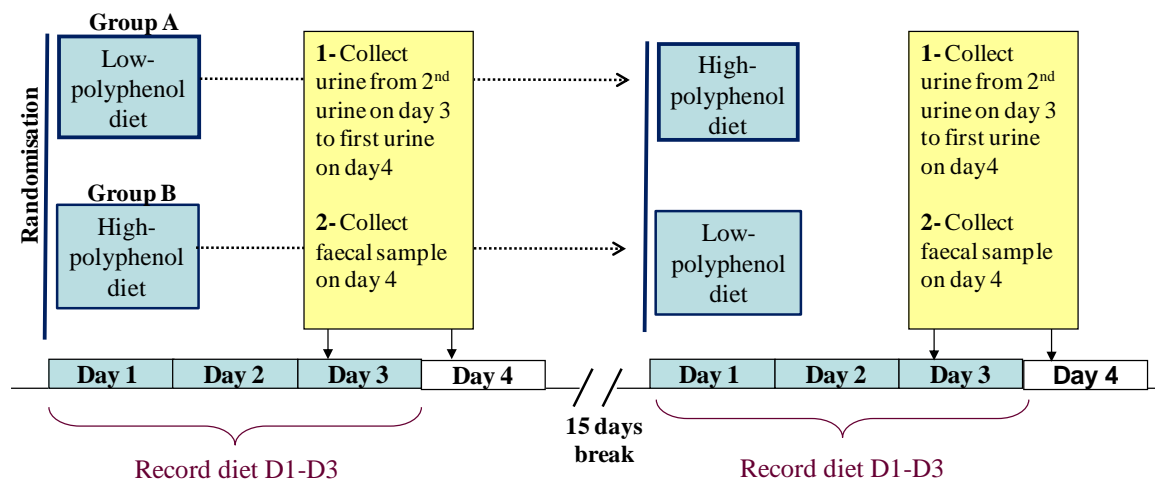 Randomisation
Group A
Low-
polyphenol
diet
Group B
High-
polyphenol
diet
1- Collect
urine from 2nd
urine on day 3
to first urine
on day4
2- Collect
faecal sample
on day 4
High-
polyphenol
diet
Low-
polyphenol
diet
1- Collect
urine from 2nd
urine on day 3
to first urine
on day4
2- Collect
faecal sample
on day 4
Day 1 Day 2 Day 3 Day 4
15 days
break
Day 1 Day 2 Day 3 Day 4
Record diet D1-D3
Record diet D1-D3